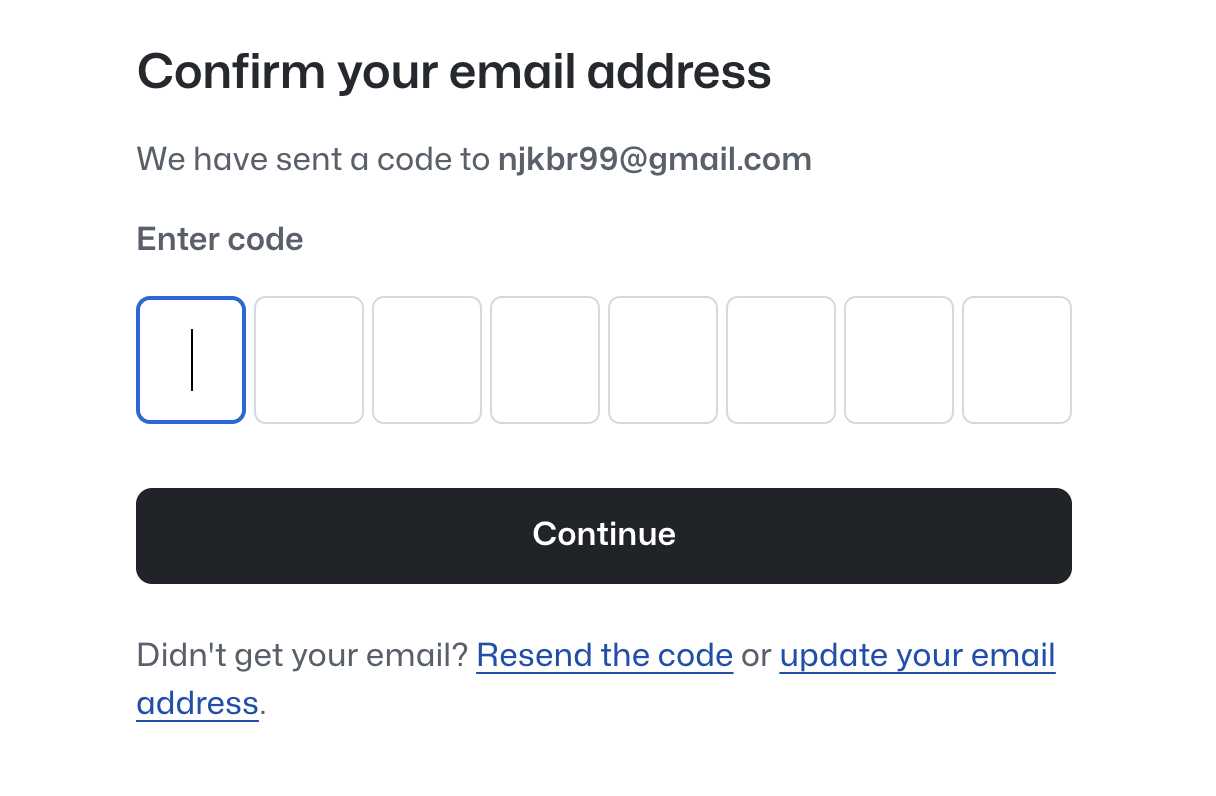 Confirm your email address
We have sent a code to njkbr99@gmail.com
Enter code
Continue
Didn't get your email? Resend the code or update your email
address.